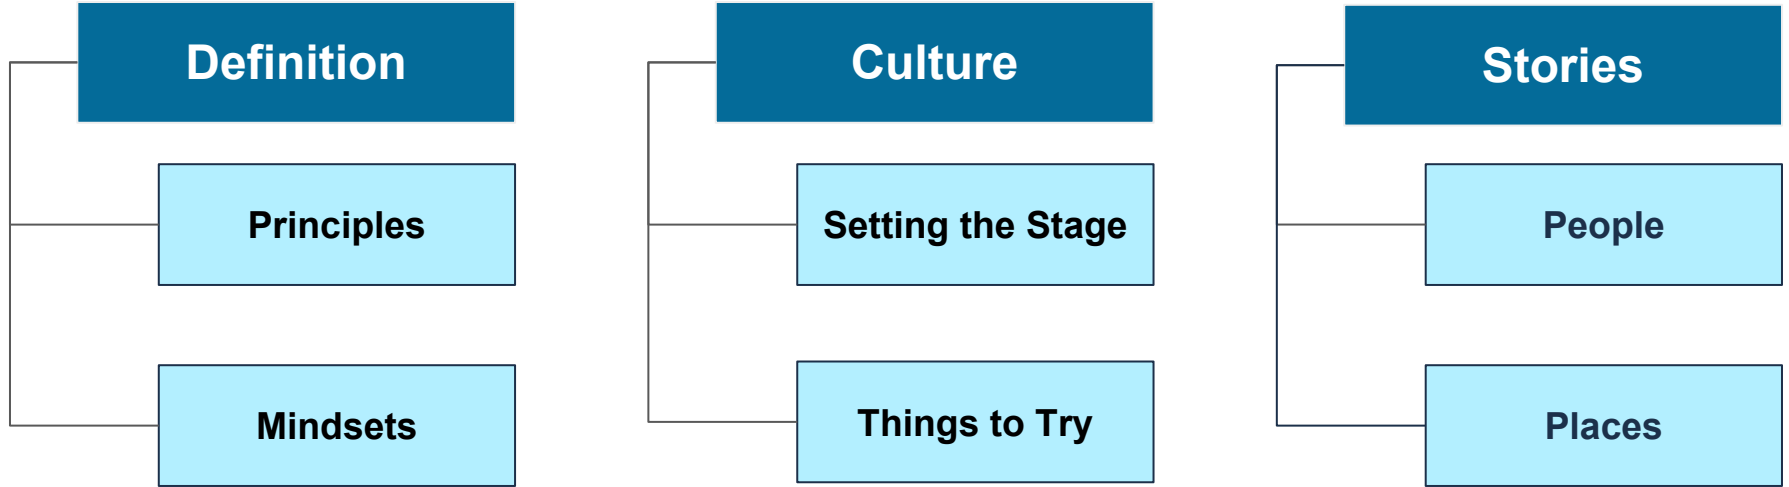 Definition
Principles
Mindsets
Culture
Setting the Stage
Things to Try
Stories
People
Places